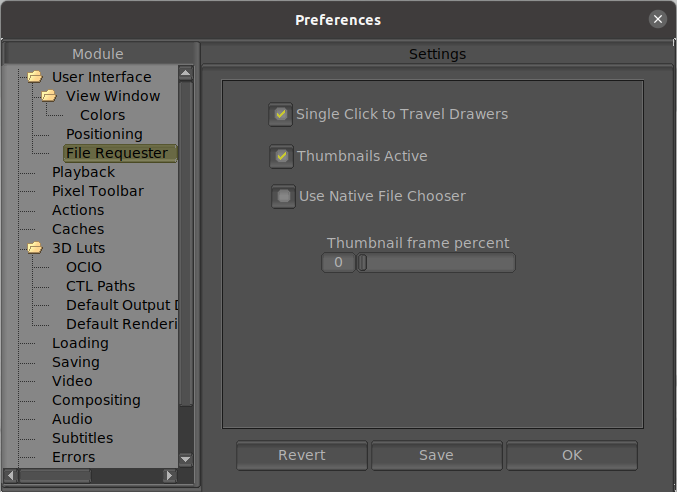 Preferences
Module
Settings
User Interface
View Window
Colors
Positioning
File Requester
Playback
Pixel Toolbar
Actions
Caches
3D Luts
OCIO
CTL Paths
Default Output D
Default Renderi
Loading
Saving
Video
Compositing
Audio
Subtitles
Errors
Single Click to Travel Drawers
Thumbnails Active
Use Native File Chooser
Thumbnail frame percent
0
Revert
Save
OK